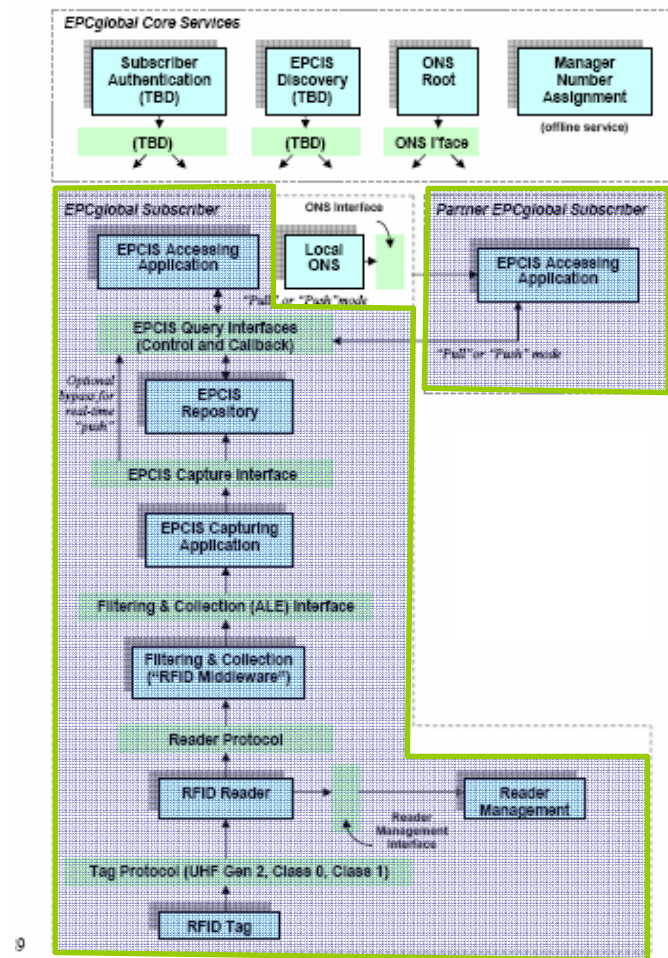 EPCglobal Core Services
Subscriber
Authentication
(TBD)
EPCIS
Discovery
(TBD)
ONS
Root
Manager
Number
Assignment
(offline service)
(TBD)
(TBD)
ONS I'face
EPCglobal Subscriber
ONS Interface
Partner EPCglobal Subscriber
EPCIS Accessing
Application
Local
ONS
EPCIS Accessing
Application
"Pull" or "Push" mode
EPCIS Query Interfaces
(Control and Callback)
"Pull" or "Push" mode
Optional
bypass for
real-time
"push"
EPCIS
Repository
EPCIS Capture Interface
EPCIS Capturing
Application
Filtering & Collection (ALE) Interface
Filtering & Collection
("RFID Middleware")
Reader Protocol
RFID Reader
Reader
Management
Reader
Management
Interface
Tag Protocol (UHF Gen 2, Class 0, Class 1)
RFID Tag